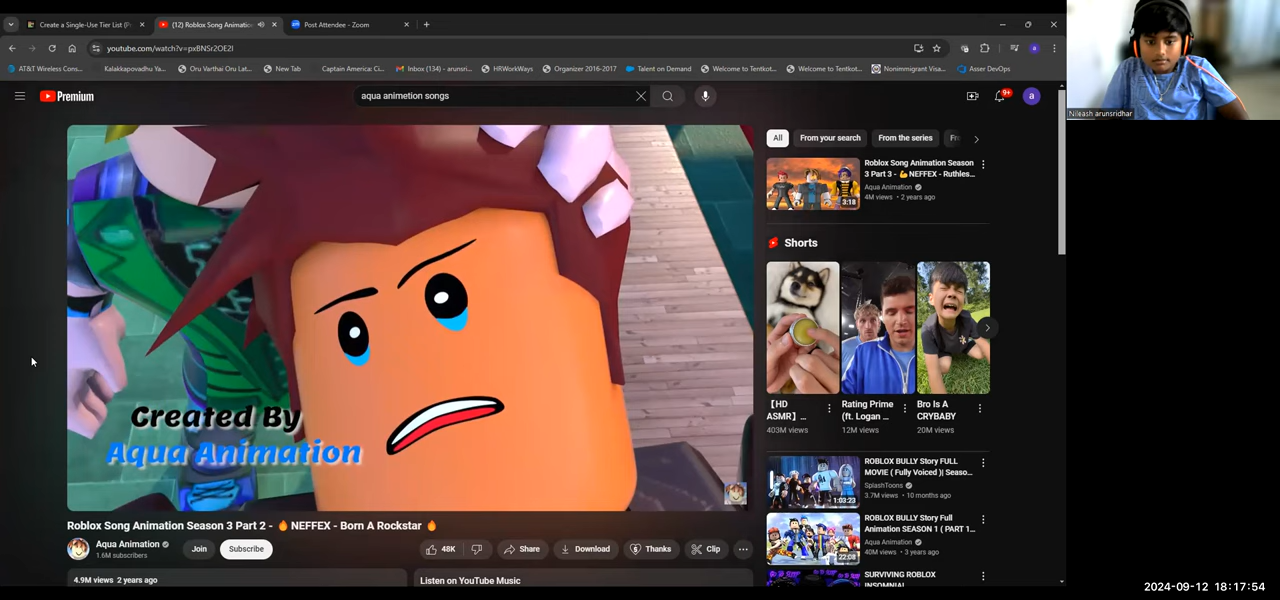 Create a Single-Use Tier List (P
(12) Roblox Song Animation
Post Attendee - Zoom
youtube.com/watch?v=pxBNSr2OE2I
AT&T Wireless Cons...
Kalakkapovadhu Ya...
Oru Varthai Oru Lat...
New Tab
Captain America: Ci...
Inbox (134) - arunsri...
HRWorkWays
Organizer 2016-2017
Talent on Demand
Welcome to Tentkot...
Welcome to Tentkot...
Nonimmigrant Visa...
Asser DevOps
Nileash arunsridhar
Premium
aqua animetion songs
9+
a
All
From your search
From the series
Roblox Song Animation Season
3 Part 3 - 💪NEFFEX - Ruthles...
Aqua Animation
4M views • 2 years ago
3:18
Shorts
【HD
ASMR】...
403M views
Rating Prime
(ft. Logan ...
12M views
Bro Is A
CRYBABY
20M views
Created By
Aqua Animation
ROBLOX BULLY Story FULL
MOVIE ( Fully Voiced )| Seaso...
SplashToons
3.7M views • 10 months ago
1:03:23
ROBLOX BULLY Story Full
Animation SEASON 1 ( PART 1...
Aqua Animation
40M views • 3 years ago
22:08
SURVIVING ROBLOX
INSOMNIA!
Roblox Song Animation Season 3 Part 2 - 🔥NEFFEX - Born A Rockstar 🔥
Aqua Animation
1.6M subscribers
Join
Subscribe
48K
Share
Download
Thanks
Clip
4.9M views 2 years ago
Listen on YouTube Music
2024-09-12 18:17:54